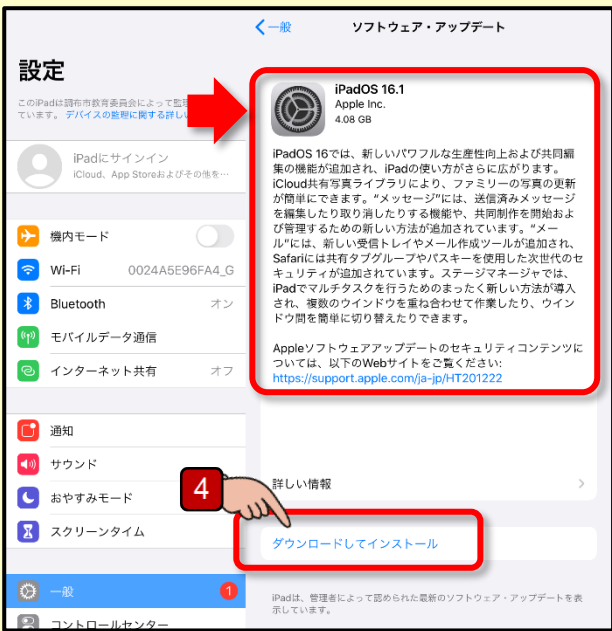 一般
ソフトウェア・アップデート
設定
このiPadは調布市教育委員会によって監
ています。デバイスの監理に関する詳し
iPadにサインイン
iCloud、App Storeおよびその他を…
機内モード
Wi-Fi 0024A5E96FA4_G
Bluetooth オン
モバイルデータ通信
インターネット共有 オフ
通知
サウンド
おやすみモード
スクリーンタイム
一般 1
コントロールセンター
iPadOS 16.1
Apple Inc.
4.08 GB
iPadOS 16では、新しいパワフルな生産性向上および共同編
集の機能が追加され、iPadの使い方がさらに広がります。
iCloud共有写真ライブラリにより、ファミリーの写真の更新
が簡単にできます。“メッセージ”には、送信済みメッセージ
を編集したり取り消したりする機能や、共同制作を開始およ
び管理するための新しい方法が追加されています。“メー
ル”には、新しい受信トレイやメール作成ツールが追加され、
Safariには共有タブグループやパスキーを使用した次世代のセ
キュリティが追加されています。ステージマネージャでは、
iPadでマルチタスクを行うためのまったく新しい方法が導入
され、複数のウインドウを重ね合わせて作業したり、ウイン
ドウ間を簡単に切り替えたりできます。
Appleソフトウェアアップデートのセキュリティコンテンツに
ついては、以下のWebサイトをご覧ください:
https://support.apple.com/ja-jp/HT201222
詳しい情報
4
ダウンロードしてインストール
iPadは、管理者によって認められた最新のソフトウェア・アップデートを表
示しています。